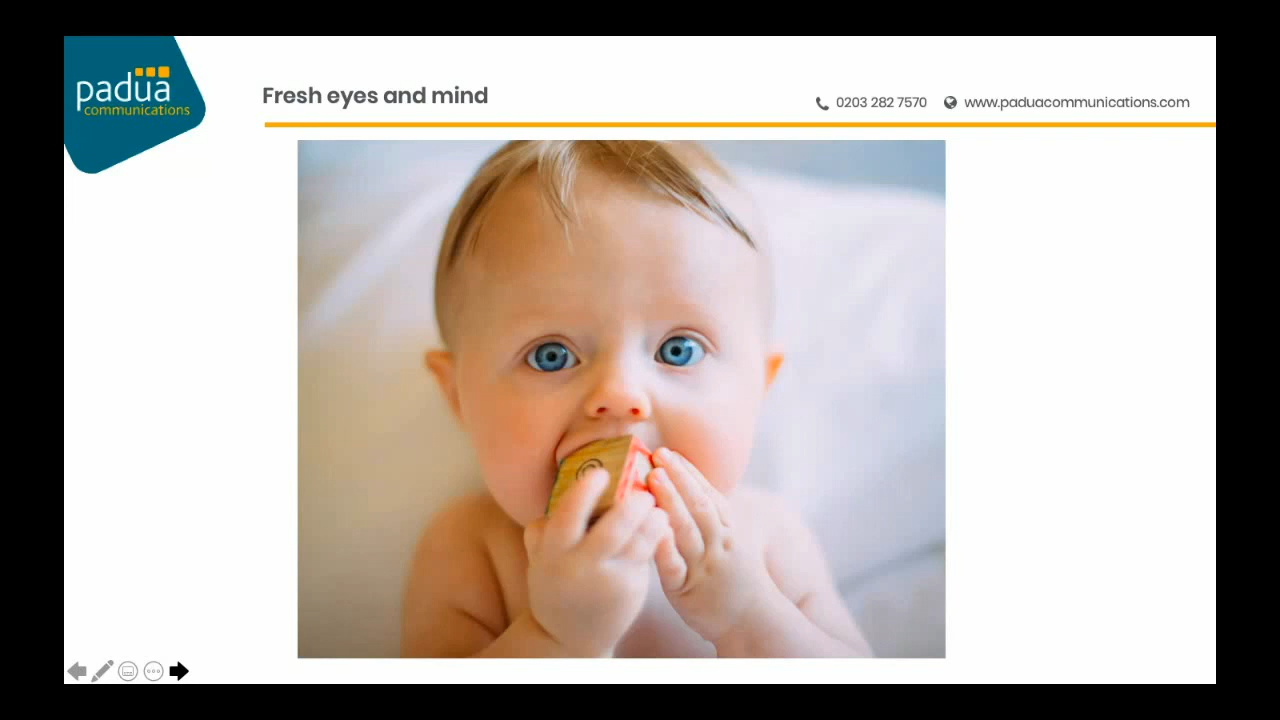 padua
communications
Fresh eyes and mind
0203 282 7570
www.paduacommunications.com